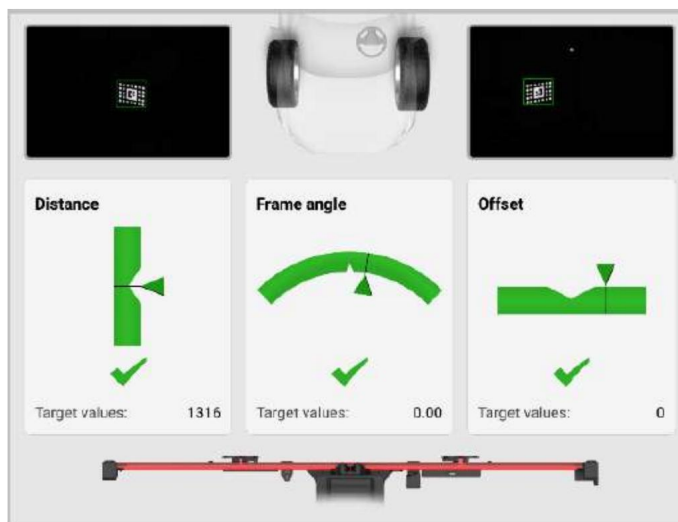 Distance
Frame angle
Offset
Target values: 1316
Target values: 0.00
Target values: 0